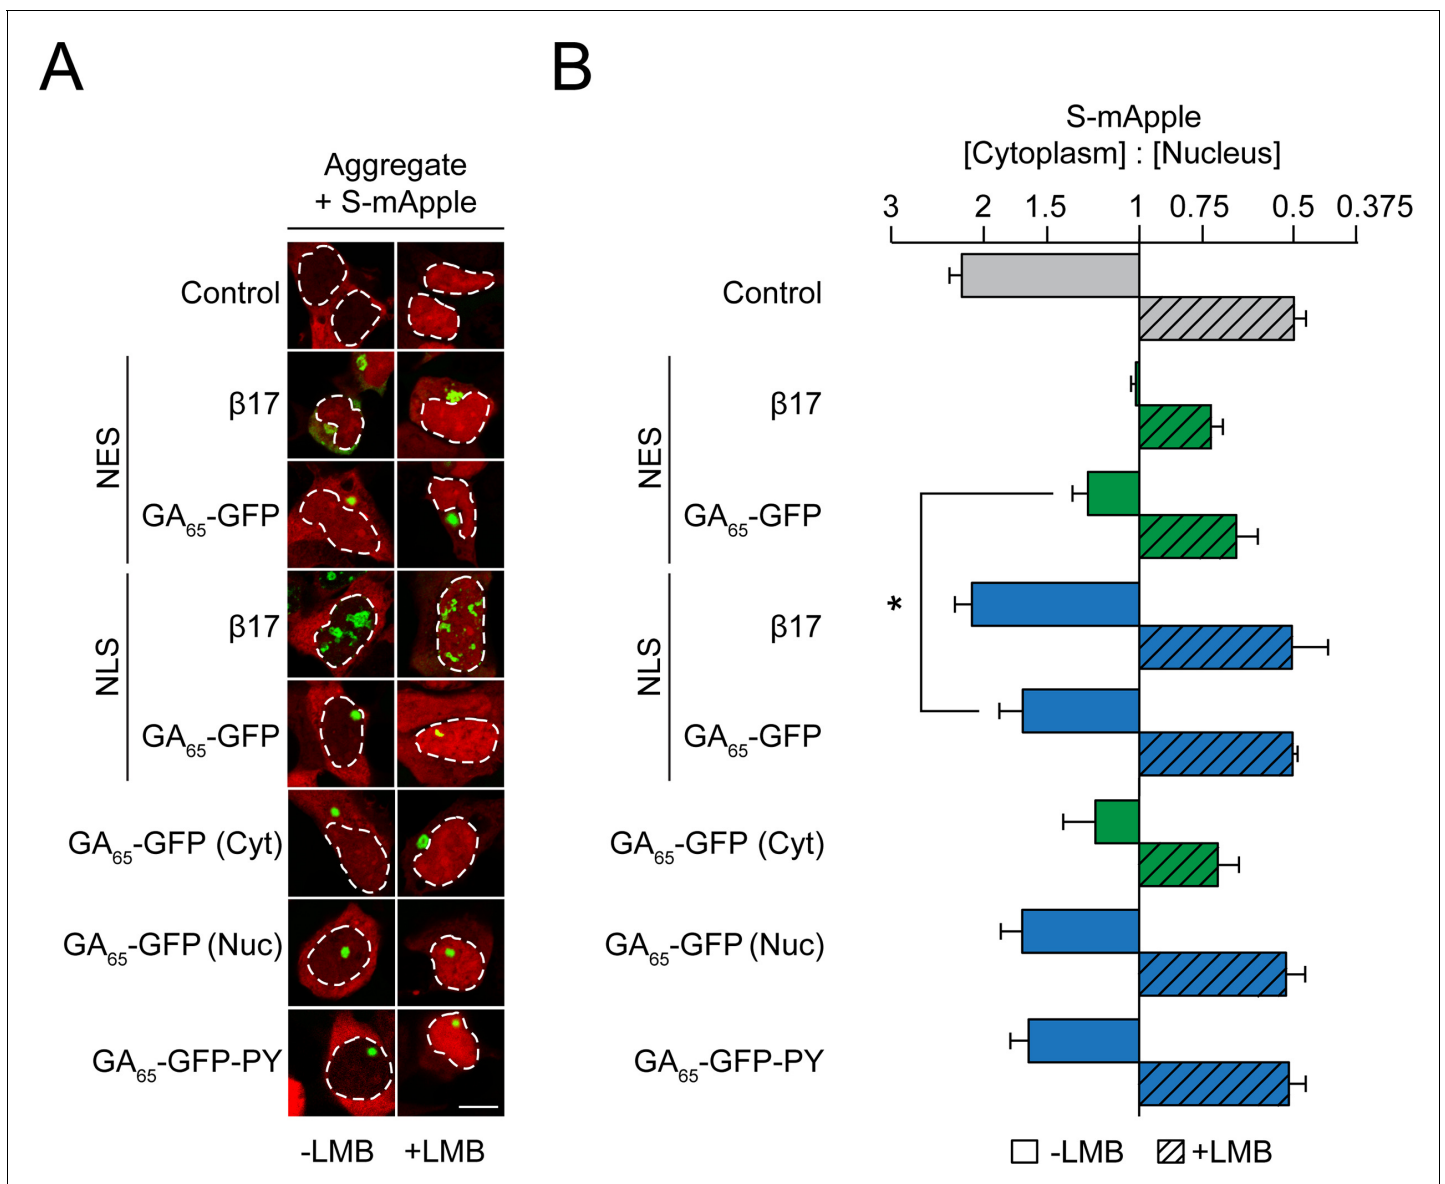 A
B
Aggregate
+ S-mApple
Control
NES
β17
GA65-GFP
NLS
β17
GA65-GFP
GA65-GFP (Cyt)
GA65-GFP (Nuc)
GA65-GFP-PY
-LMB +LMB
S-mApple
[Cytoplasm] : [Nucleus]
3 2 1.5 1 0.75 0.5 0.375
Control
NES
β17
GA65-GFP
*
NLS
β17
GA65-GFP
GA65-GFP (Cyt)
GA65-GFP (Nuc)
GA65-GFP-PY
-LMB +LMB